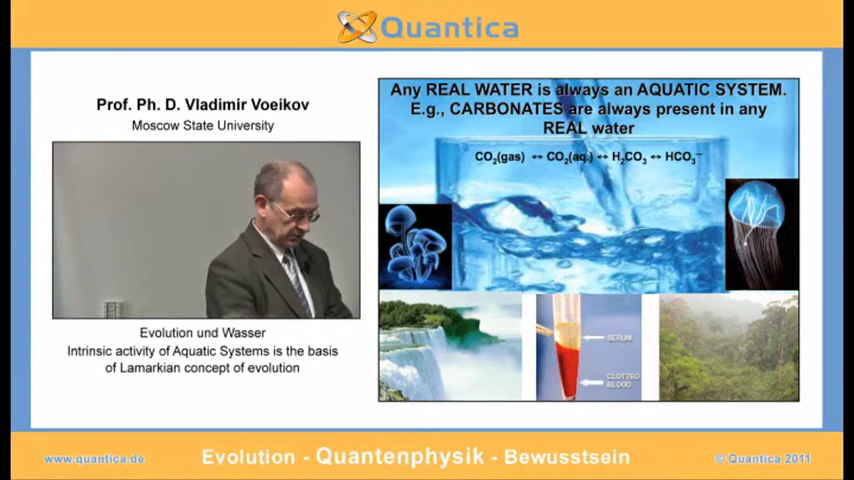 Quantica
Prof. Ph. D. Vladimir Voeikov
Moscow State University
Evolution und Wasser
Intrinsic activity of Aquatic Systems is the basis
of Lamarkian concept of evolution
Any REAL WATER is always an AQUATIC SYSTEM.
E.g., CARBONATES are always present in any
REAL water
CO₂(gas) ↔ CO₂(aq.) ↔ H₂CO₃ ↔ HCO₃⁻
SERUM
CLOTTED
BLOOD
www.quantica.de
Evolution - Quantenphysik - Bewusstsein
© Quantica 2011